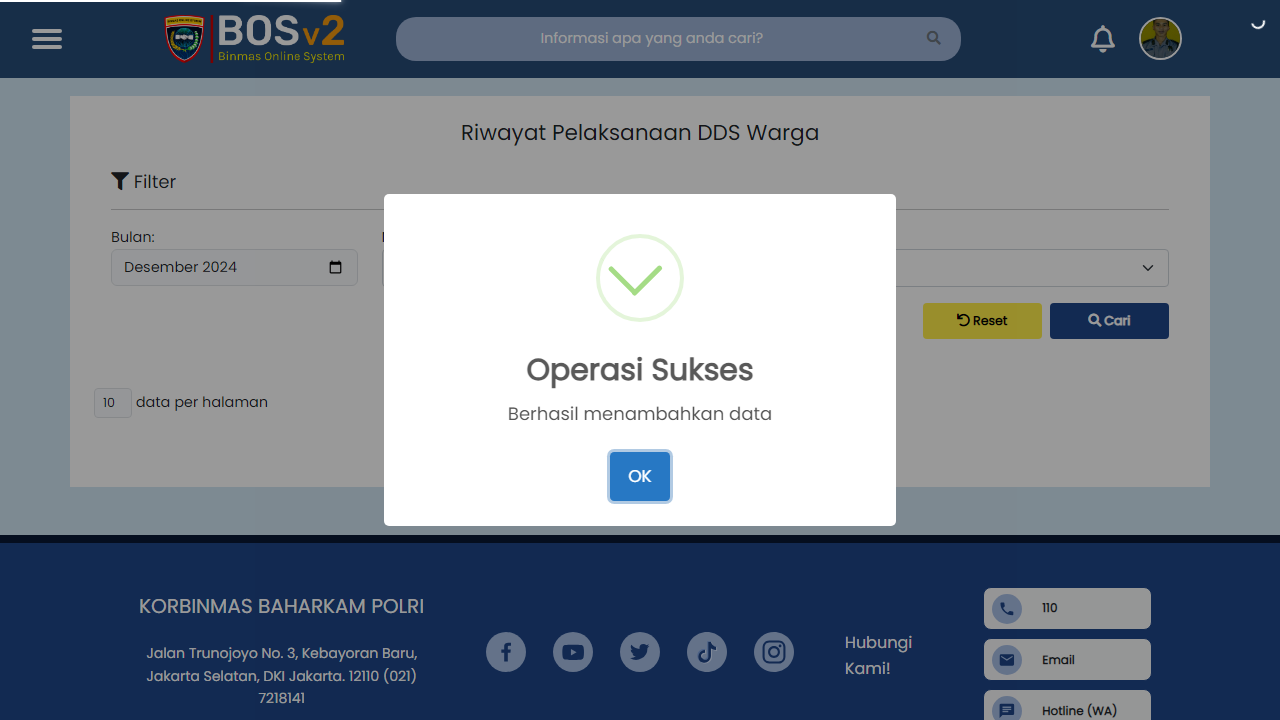 BOSv2
Binmas Online System
Informasi apa yang anda cari?
Riwayat Pelaksanaan DDS Warga
Filter
Bulan:
Desember 2024
Reset
Cari
10 data per halaman
Operasi Sukses
Berhasil menambahkan data
OK
KORBINMAS BAHARKAM POLRI
Jalan Trunojoyo No. 3, Kebayoran Baru,
Jakarta Selatan, DKI Jakarta. 12110 (021)
7218141
Hubungi
Kami!
110
Email
Hotline (WA)